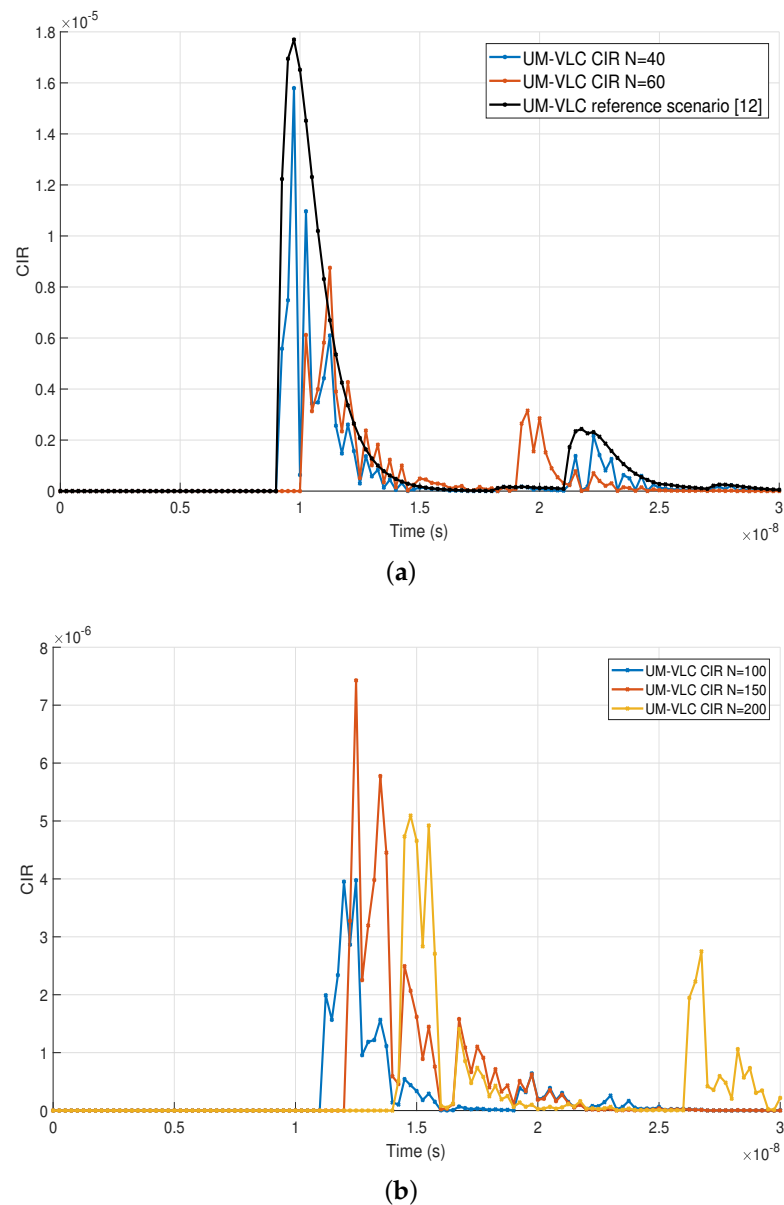 ×10⁻⁵
1.8
1.6
1.4
1.2
1
0.8
0.6
0.4
0.2
0
CIR
UM-VLC CIR N=40
UM-VLC CIR N=60
UM-VLC reference scenario [12]
0 0.5 1 1.5 2 2.5 3
Time (s)
×10⁻⁸
(a)
×10⁻⁶
8
7
6
5
4
3
2
1
0
CIR
UM-VLC CIR N=100
UM-VLC CIR N=150
UM-VLC CIR N=200
0 0.5 1 1.5 2 2.5 3
Time (s)
×10⁻⁸
(b)